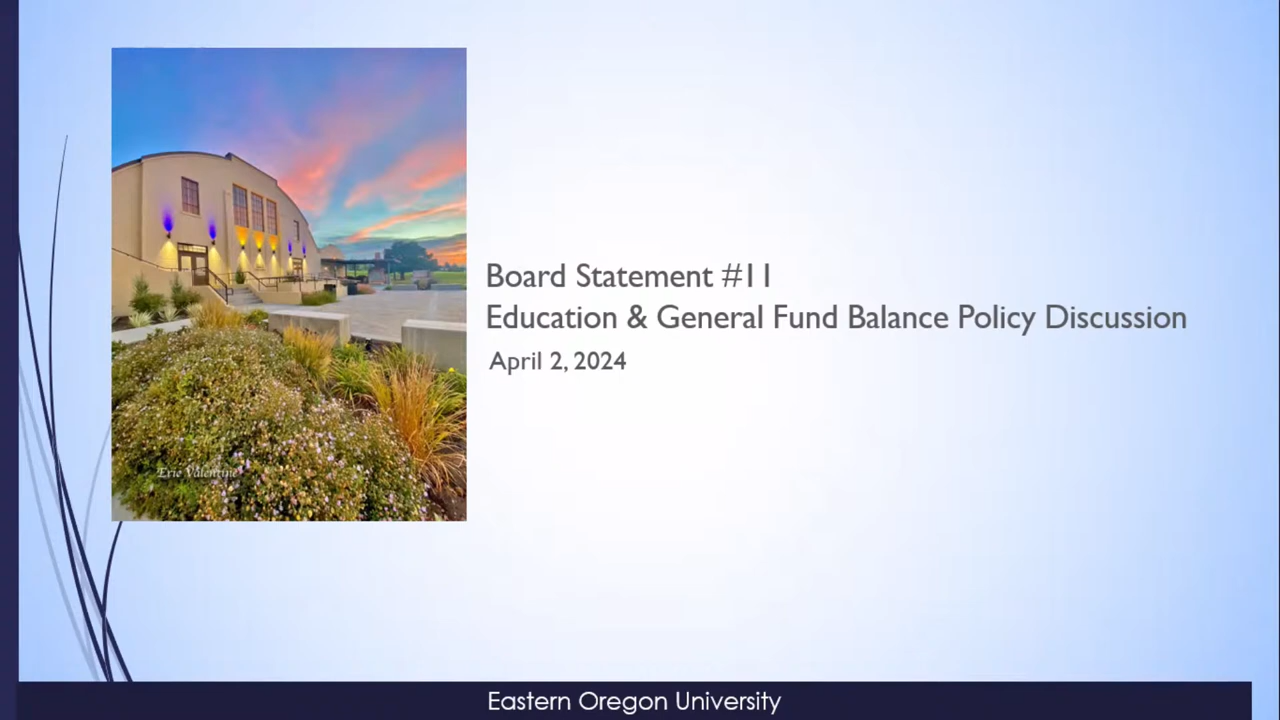 Board Statement #11
Education & General Fund Balance Policy Discussion
April 2, 2024
Eric Valentine
Eastern Oregon University